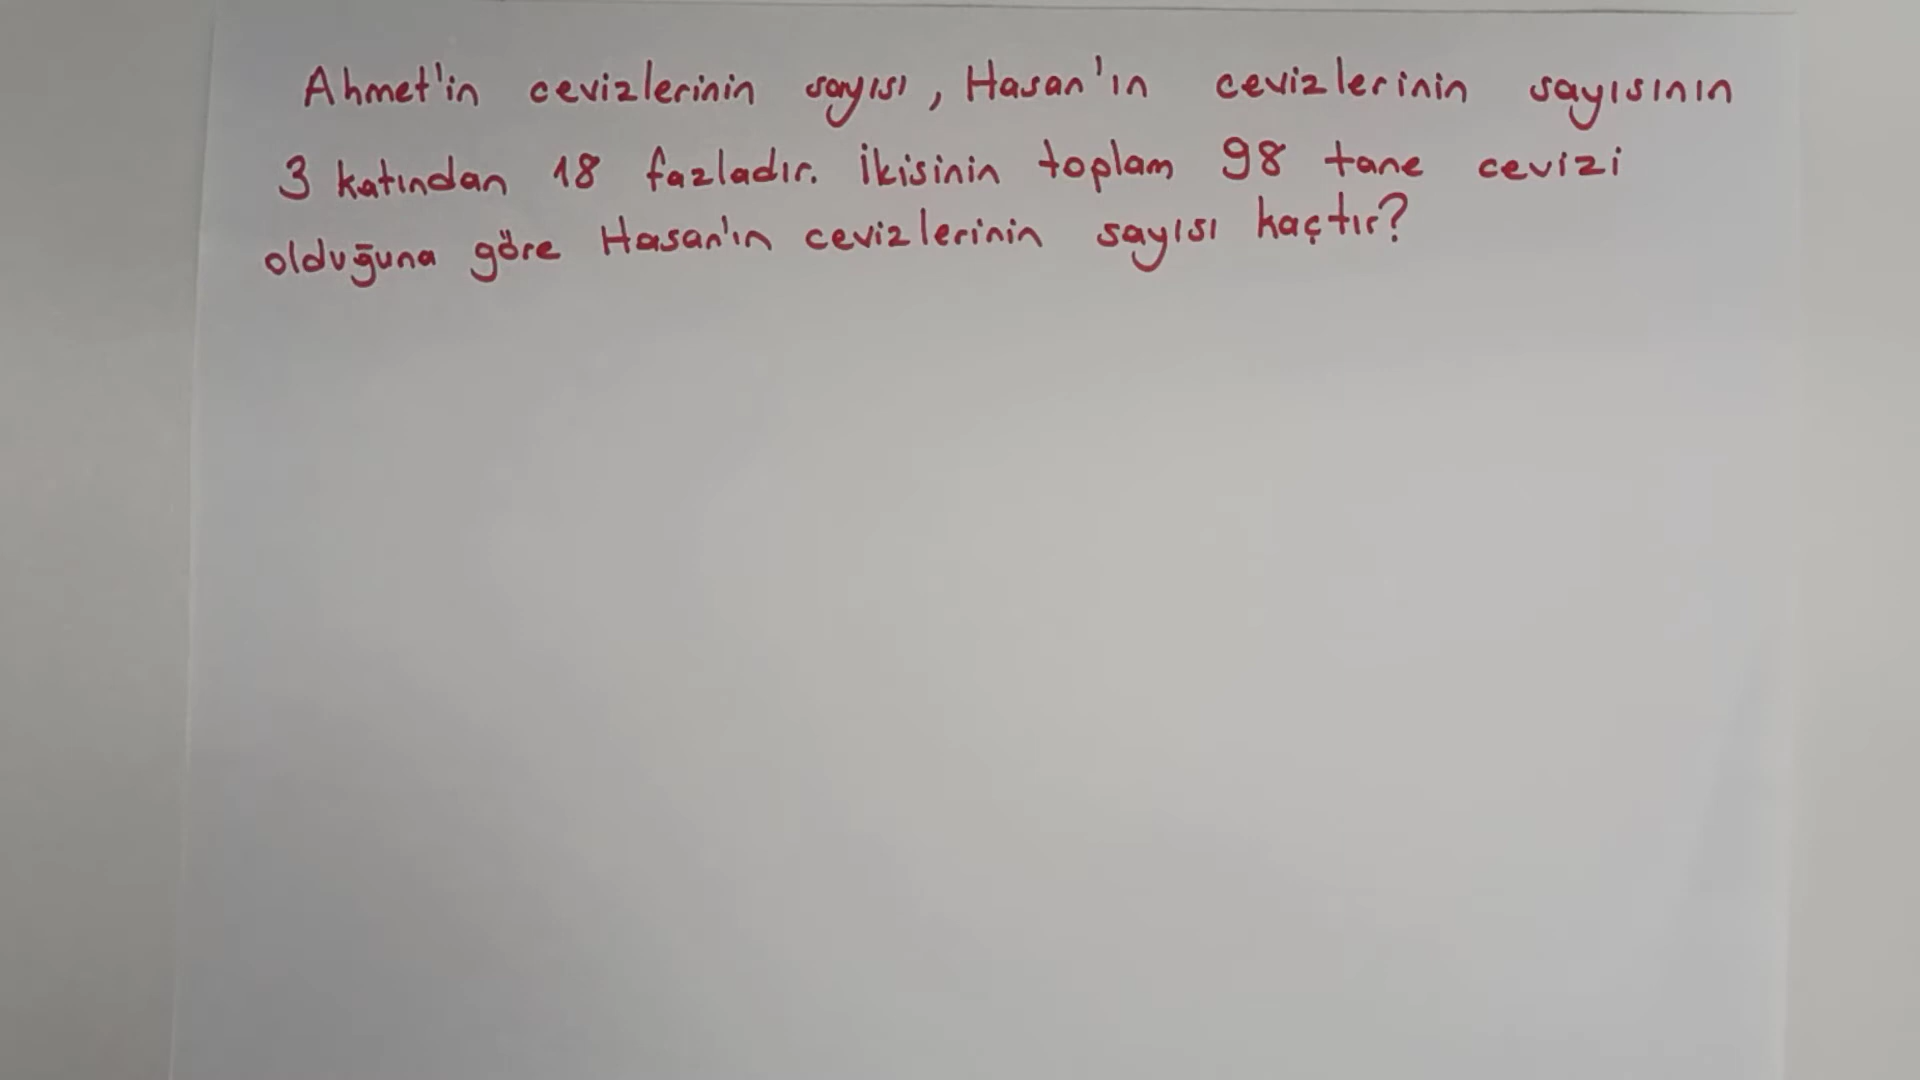 Ahmet'in cevizlerinin sayısı, Hasan'ın cevizlerinin sayısının
3 katından 18 fazladır. İkisinin toplam 98 tane cevizi
olduğuna göre Hasan'ın cevizlerinin sayısı kaçtır?